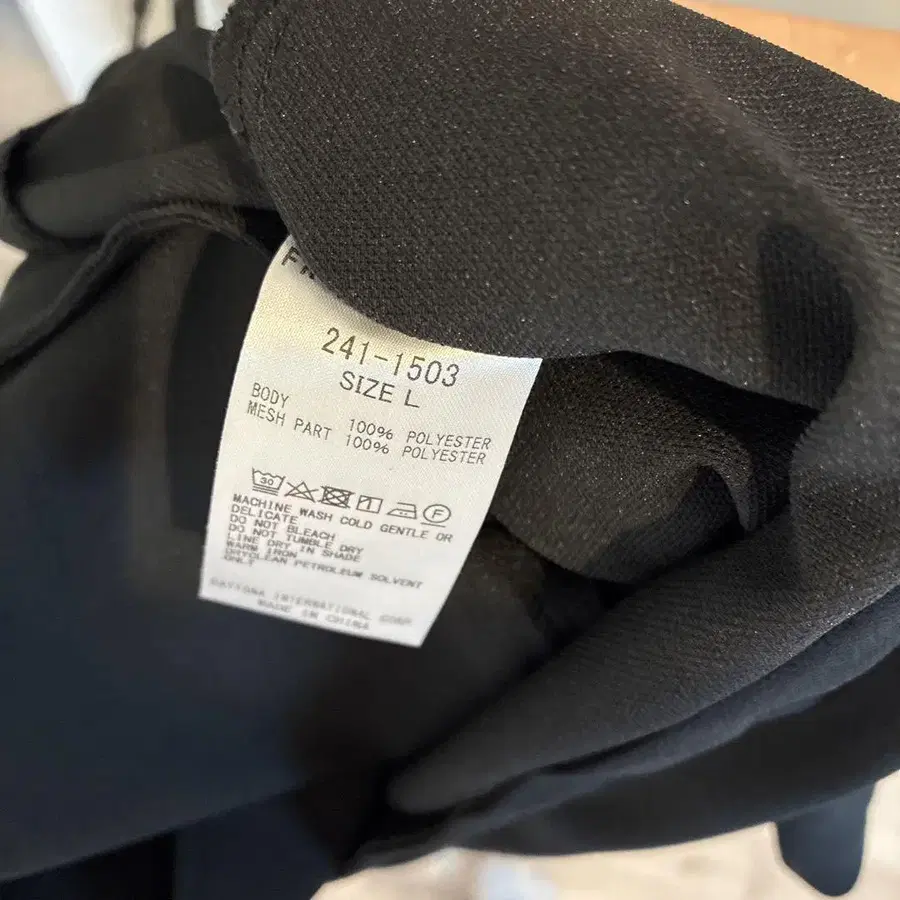 241-1503
SIZE L
BODY 100% POLYESTER
MESH PART 100% POLYESTER
30 F
MACHINE WASH COLD GENTLE OR
DELICATE
DO NOT BLEACH
DO NOT TUMBLE DRY
LINE DRY IN SHADE
WARM IRON
DRYCLEAN PETROLEUM SOLVENT
ONLY
DAYTONA INTERNATIONAL CORP
MADE IN CHINA